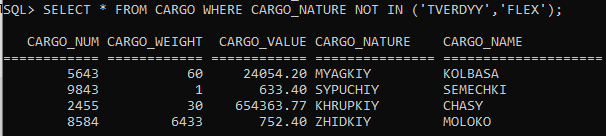 SQL> SELECT * FROM CARGO WHERE CARGO_NATURE NOT IN ('TVERDYY','FLEX');
CARGO_NUM CARGO_WEIGHT CARGO_VALUE CARGO_NATURE CARGO_NAME
============ ============ ============== =============== ====================
5643 60 24054.20 MYAGKIY KOLBASA
9843 1 633.40 SYPUCHIY SEMECHKI
2455 30 654363.77 KHRUPKIY CHASY
8584 6433 752.40 ZHIDKIY MOLOKO